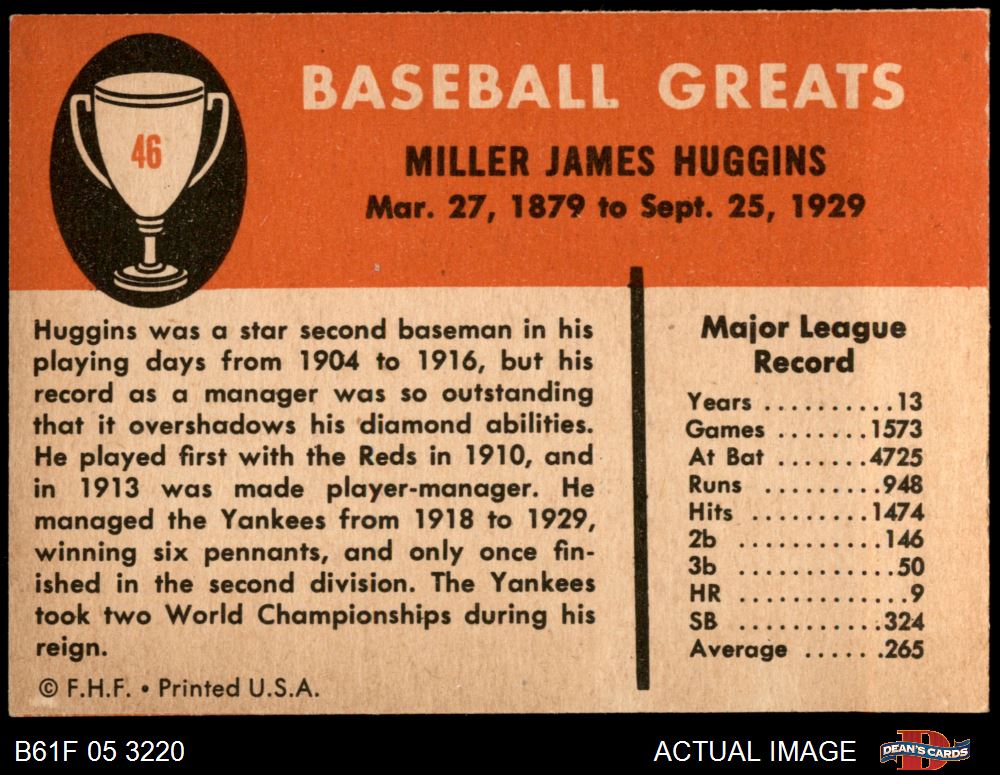 46
BASEBALL GREATS
MILLER JAMES HUGGINS
Mar. 27, 1879 to Sept. 25, 1929
Huggins was a star second baseman in his
playing days from 1904 to 1916, but his
record as a manager was so outstanding
that it overshadows his diamond abilities.
He played first with the Reds in 1910, and
in 1913 was made player-manager. He
managed the Yankees from 1918 to 1929,
winning six pennants, and only once fin-
ished in the second division. The Yankees
took two World Championships during his
reign.
© F.H.F. • Printed U.S.A.
Major League
Record
Years ..........13
Games .......1573
At Bat .......4725
Runs .........948
Hits .........1474
2b ..........146
3b ...........50
HR .............9
SB ..........324
Average ......265
B61F 05 3220
ACTUAL IMAGE
D
DEAN'S CARDS